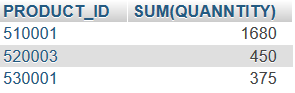 PRODUCT_ID SUM(QUANNTITY)
510001 1680
520003 450
530001 375